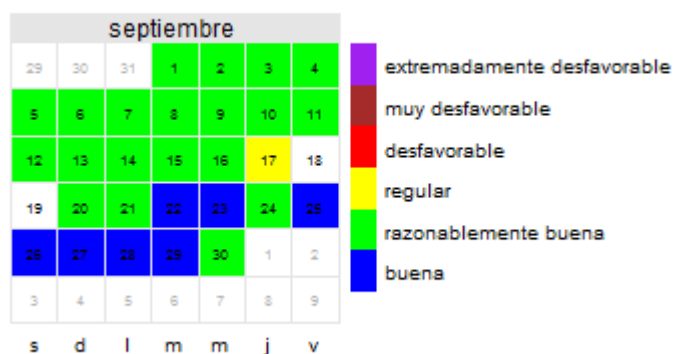 septiembre
29 30 31 1 2 3 4
5 6 7 8 9 10 11
12 13 14 15 16 17 18
19 20 21 22 23 24 25
26 27 28 29 30 1 2
3 4 5 6 7 8 9
s d l m m j v
extremadamente desfavorable
muy desfavorable
desfavorable
regular
razonablemente buena
buena